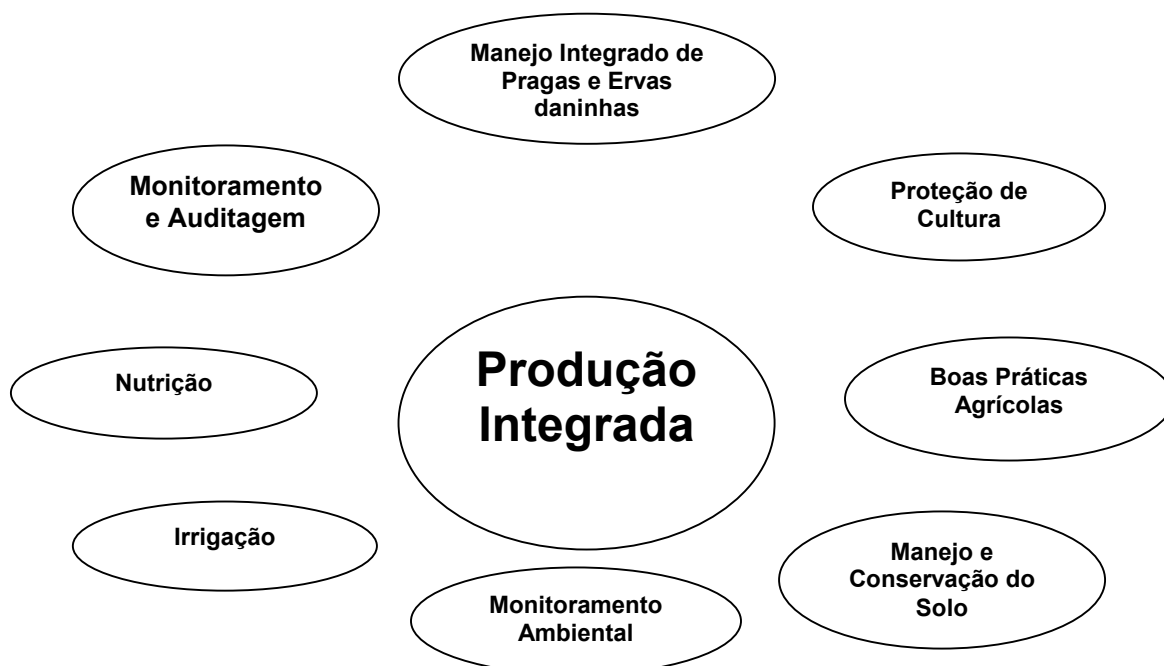 Manejo Integrado de
Pragas e Ervas
daninhas
Monitoramento
e Auditagem
Proteção de
Cultura
Produção
Integrada
Nutrição
Boas Práticas
Agrícolas
Irrigação
Manejo e
Conservação do
Solo
Monitoramento
Ambiental